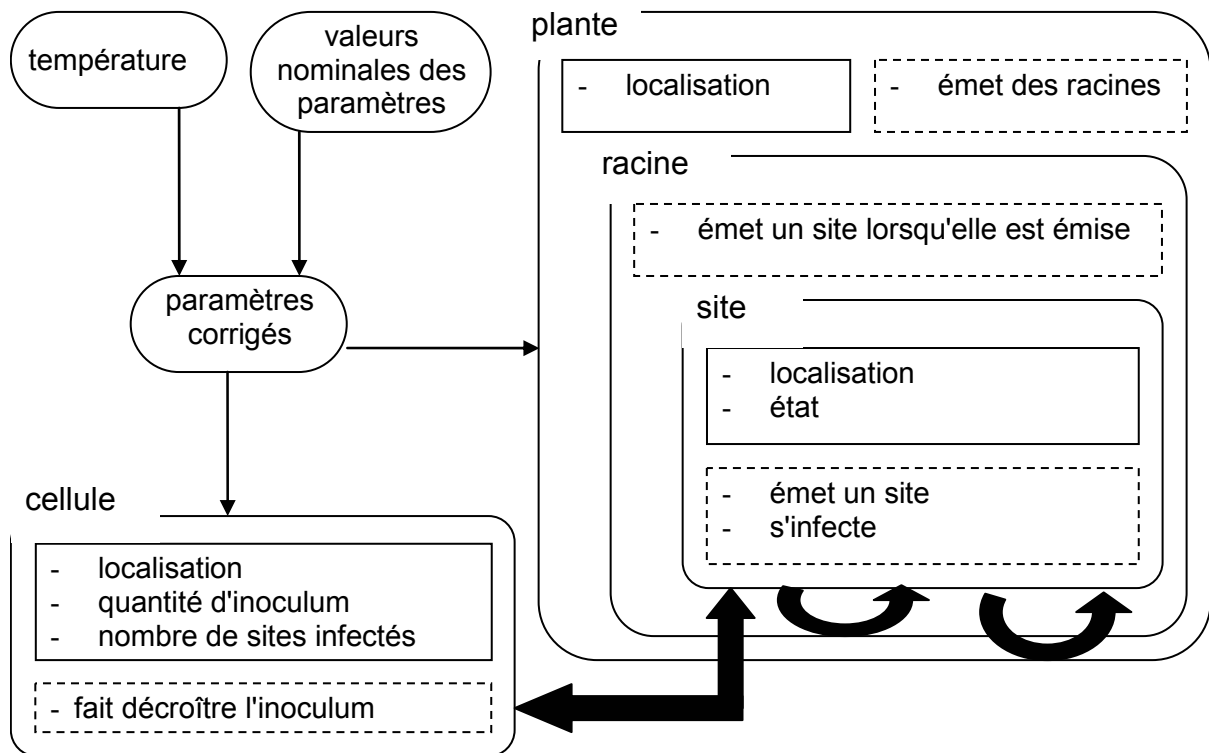 température
valeurs
nominales des
paramètres
paramètres
corrigés
plante
- localisation
- émet des racines
racine
- émet un site lorsqu'elle est émise
site
- localisation
- état
- émet un site
- s'infecte
cellule
- localisation
- quantité d'inoculum
- nombre de sites infectés
- fait décroître l'inoculum